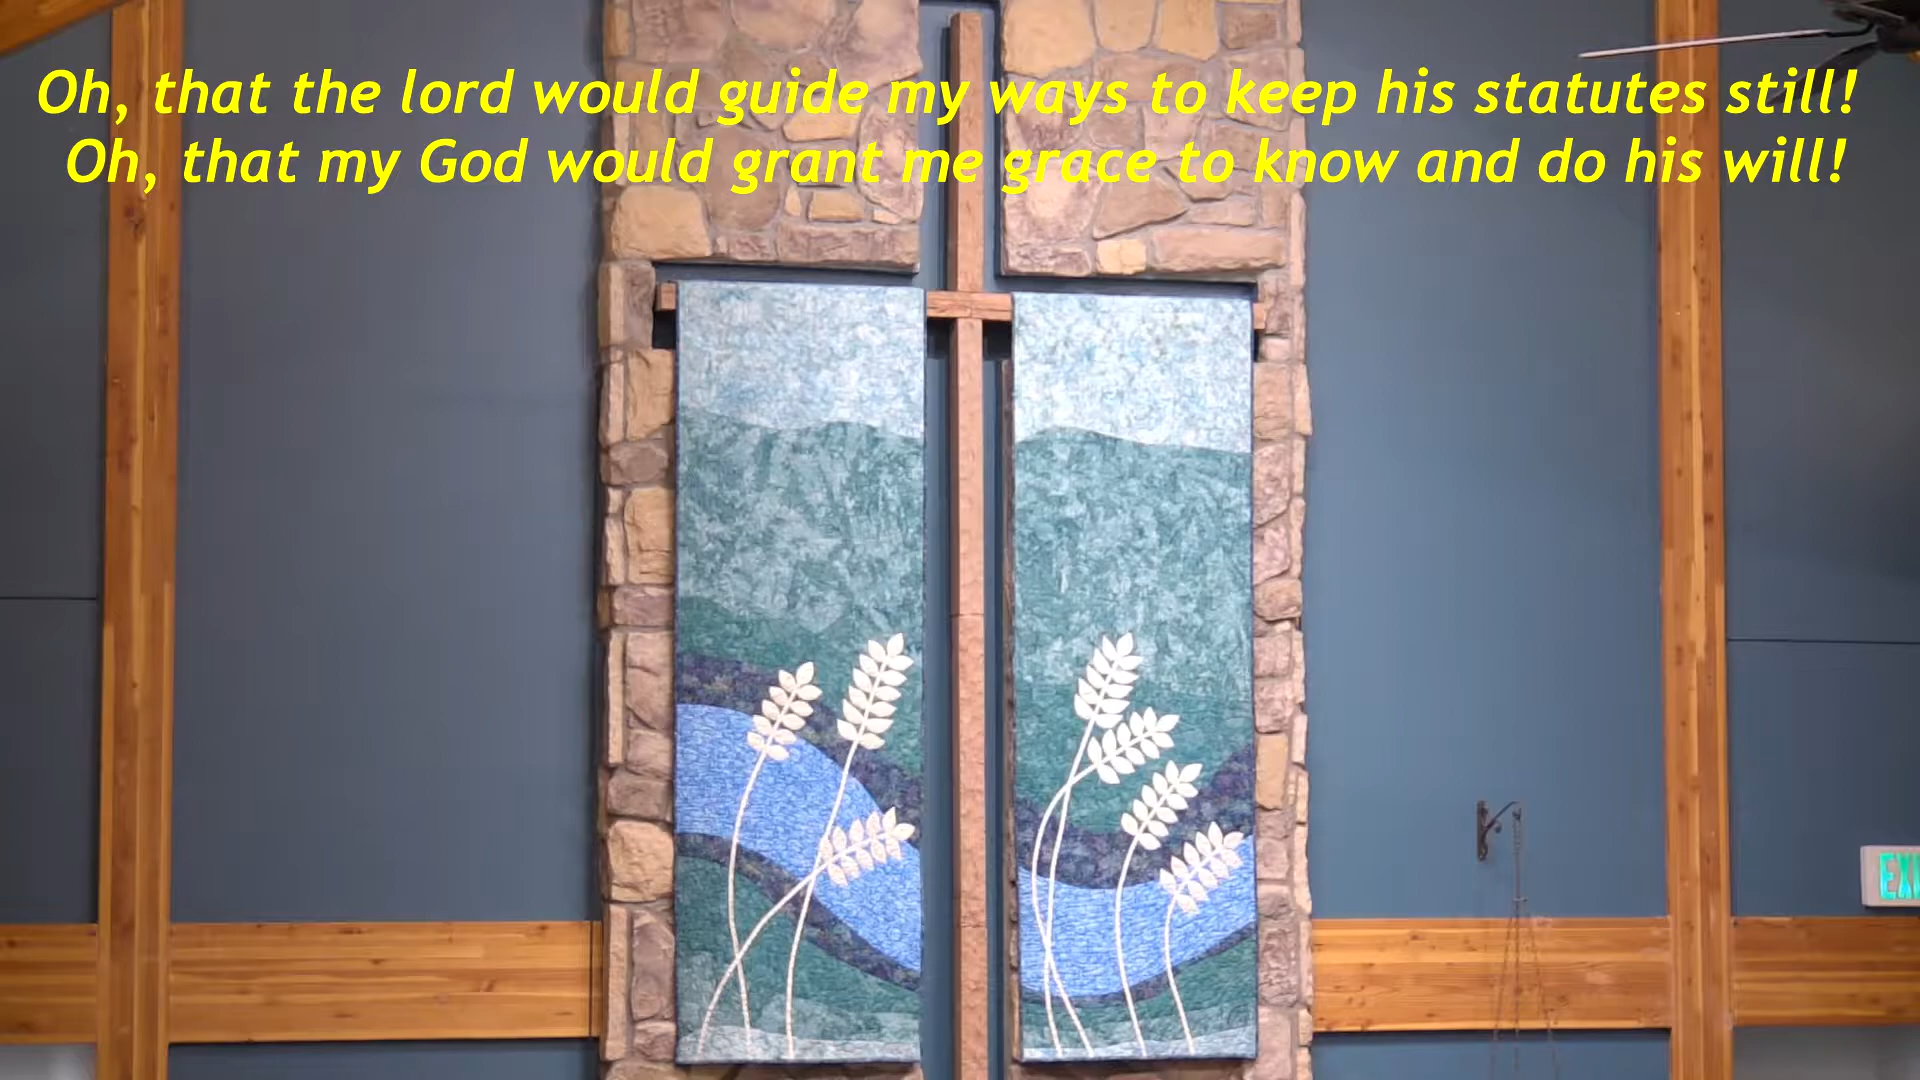 Oh, that the lord would guide my ways to keep his statutes still!
Oh, that my God would grant me grace to know and do his will!